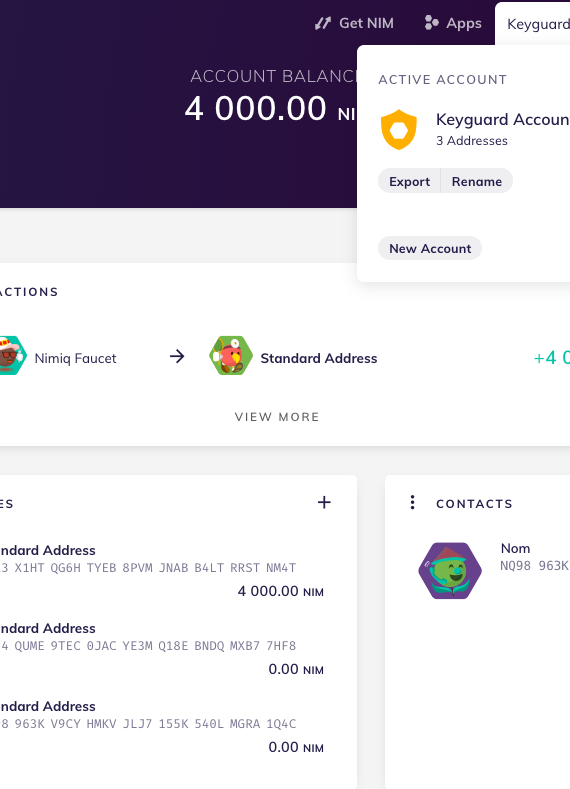 Get NIM
Apps
Keyguard
ACCOUNT BALANC
4 000.00 NI
ACTIVE ACCOUNT
Keyguard Accoun
3 Addresses
Export
Rename
New Account
ACTIONS
Nimiq Faucet
Standard Address
+4 0
VIEW MORE
ES
CONTACTS
ndard Address
3 X1HT QG6H TYEB 8PVM JNAB B4LT RRST NM4T
4 000.00 NIM
Nom
NQ98 963K
ndard Address
4 QUME 9TEC 0JAC YE3M Q18E BNDQ MXB7 7HF8
0.00 NIM
ndard Address
8 963K V9CY HMKV JLJ7 155K 540L MGRA 1Q4C
0.00 NIM